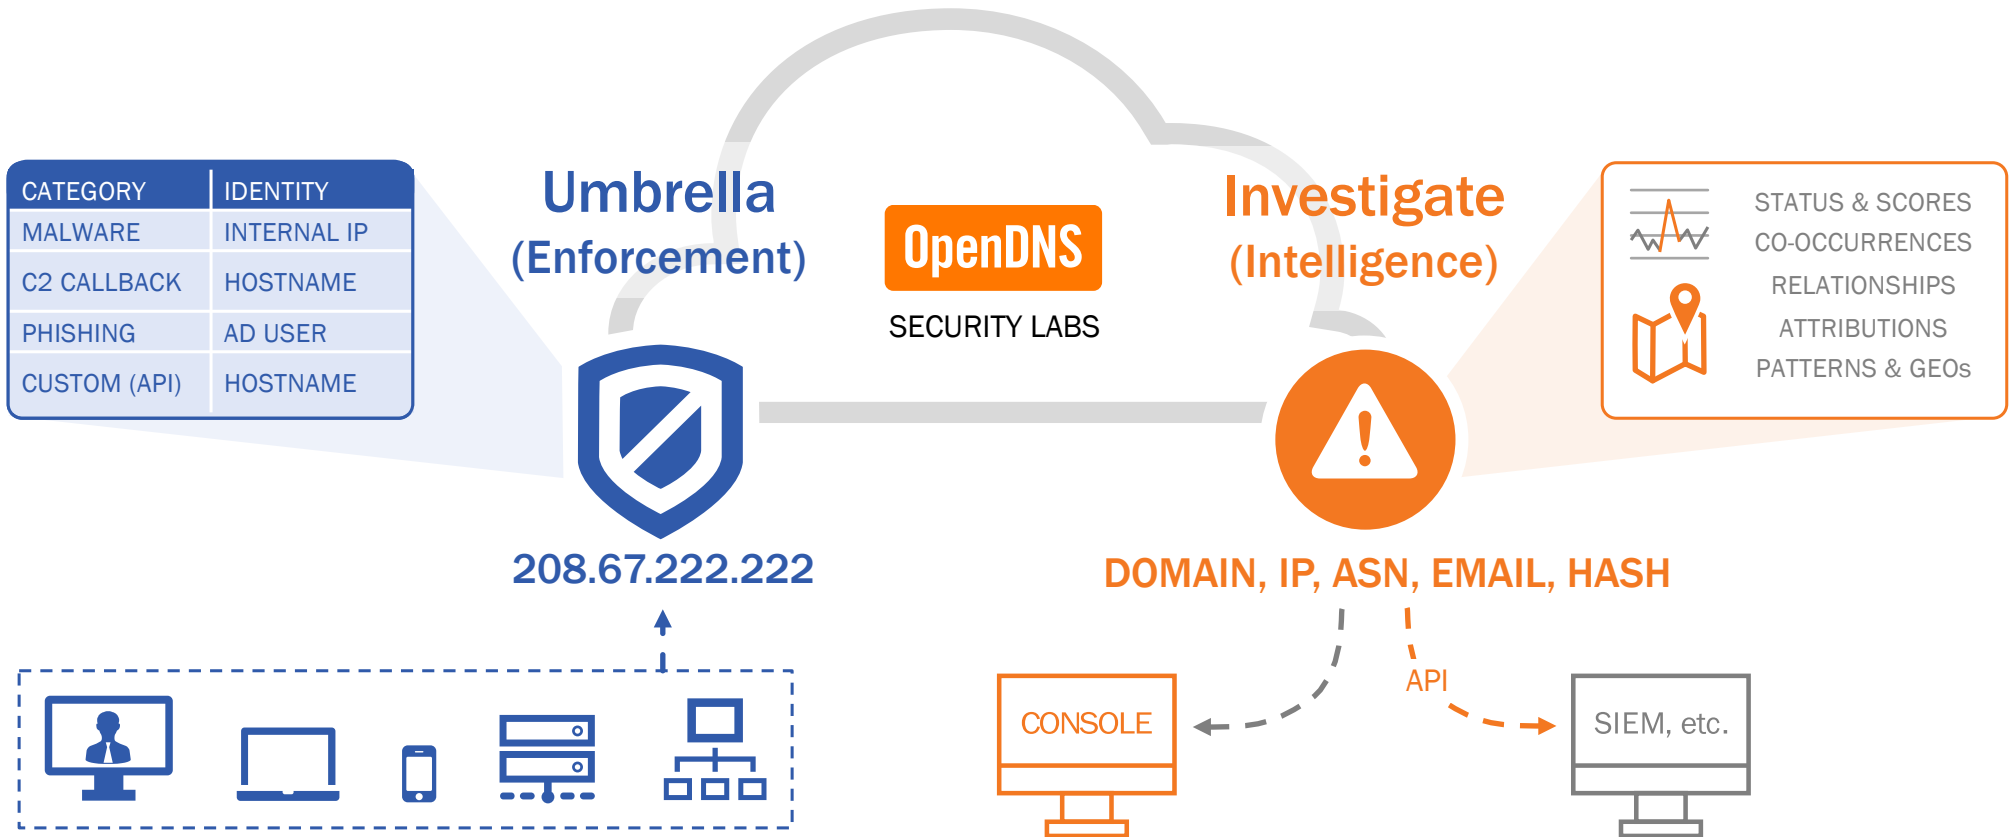 CATEGORY IDENTITY
MALWARE INTERNAL IP
C2 CALLBACK HOSTNAME
PHISHING AD USER
CUSTOM (API) HOSTNAME
Umbrella
(Enforcement)
208.67.222.222
OpenDNS
SECURITY LABS
Investigate
(Intelligence)
STATUS & SCORES
CO-OCCURRENCES
RELATIONSHIPS
ATTRIBUTIONS
PATTERNS & GEOs
DOMAIN, IP, ASN, EMAIL, HASH
API
CONSOLE
SIEM, etc.